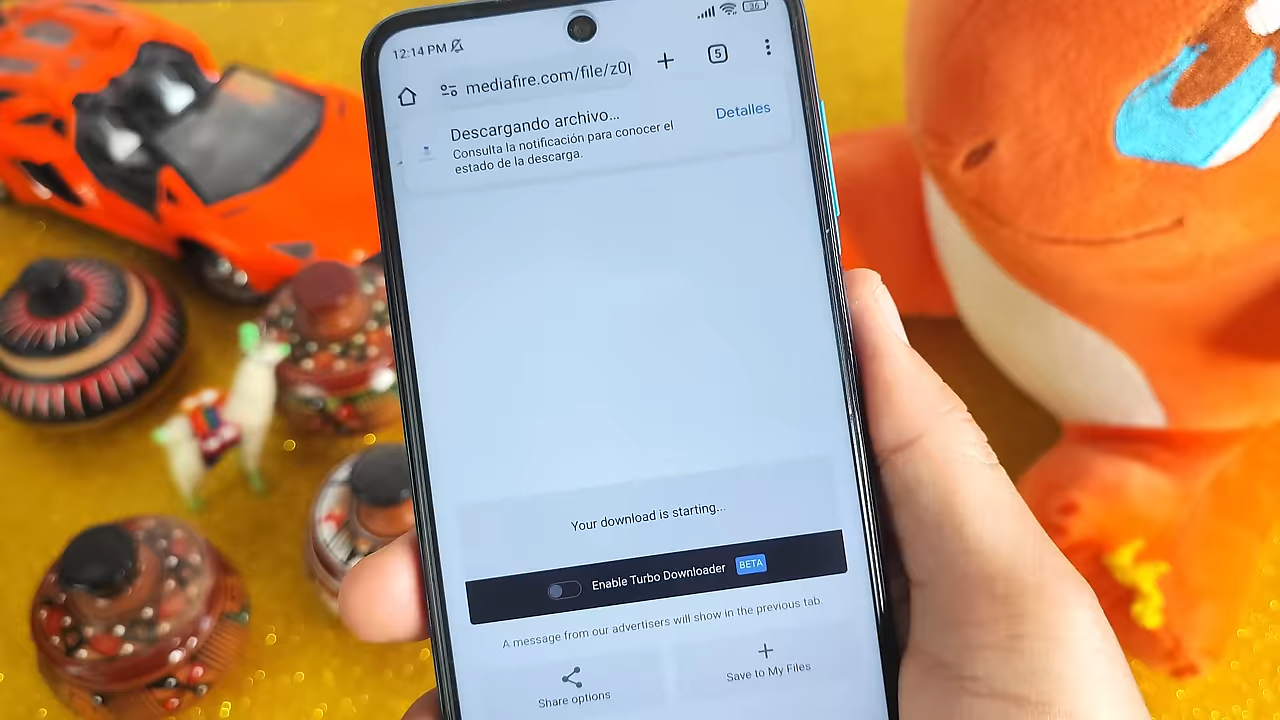 12:14 PM
36
mediafire.com/file/z0
5
Descargando archivo...
Consulta la notificación para conocer el
estado de la descarga.
Detalles
Your download is starting...
Enable Turbo Downloader BETA
A message from our advertisers will show in the previous tab.
Share options
Save to My Files